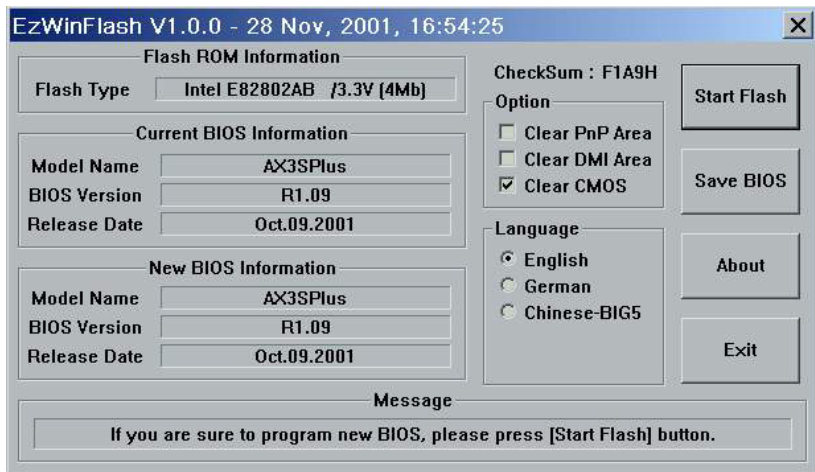 EzWinFlash V1.0.0 - 28 Nov, 2001, 16:54:25
Flash ROM Information
Flash Type Intel E82802AB /3.3V (4Mb)
Current BIOS Information
Model Name AX3SPlus
BIOS Version R1.09
Release Date Oct.09.2001
New BIOS Information
Model Name AX3SPlus
BIOS Version R1.09
Release Date Oct.09.2001
CheckSum : F1A9H
Option
Clear PnP Area
Clear DMI Area
Clear CMOS
Language
English
German
Chinese-BIG5
Start Flash
Save BIOS
About
Exit
Message
If you are sure to program new BIOS, please press [Start Flash] button.